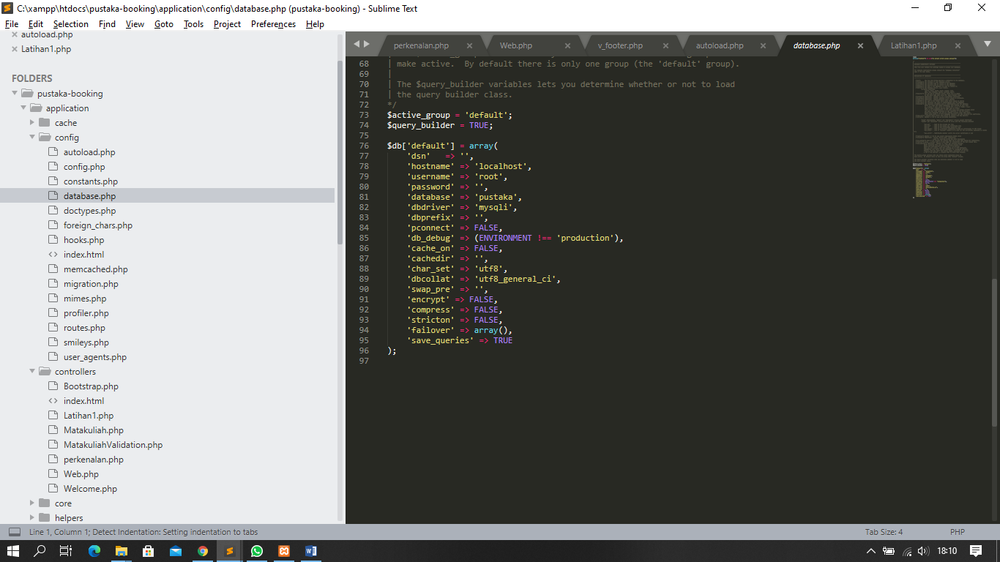 C:\xampp\htdocs\pustaka-booking\application\config\database.php (pustaka-booking) - Sublime Text
File Edit Selection Find View Goto Tools Project Preferences Help
autoload.php
Latihan1.php
FOLDERS
pustaka-booking
application
cache
config
autoload.php
config.php
constants.php
database.php
doctypes.php
foreign_chars.php
hooks.php
index.html
memcached.php
migration.php
mimes.php
profiler.php
routes.php
smileys.php
user_agents.php
controllers
Bootstrap.php
index.html
Latihan1.php
Matakuliah.php
MatakuliahValidation.php
perkenalan.php
Web.php
Welcome.php
core
helpers
perkenalan.php Web.php v_footer.php autoload.php database.php Latihan1.php
68 | make active.  By default there is only one group (the 'default' group).
69 |
70 | The $query_builder variables lets you determine whether or not to load
71 | the query builder class.
72 */
73 $active_group = 'default';
74 $query_builder = TRUE;
75
76 $db['default'] = array(
77 'dsn'   => '',
78 'hostname' => 'localhost',
79 'username' => 'root',
80 'password' => '',
81 'database' => 'pustaka',
82 'dbdriver' => 'mysqli',
83 'dbprefix' => '',
84 'pconnect' => FALSE,
85 'db_debug' => (ENVIRONMENT !== 'production'),
86 'cache_on' => FALSE,
87 'cachedir' => '',
88 'char_set' => 'utf8',
89 'dbcollat' => 'utf8_general_ci',
90 'swap_pre' => '',
91 'encrypt' => FALSE,
92 'compress' => FALSE,
93 'stricton' => FALSE,
94 'failover' => array(),
95 'save_queries' => TRUE
96 );
97
Line 1, Column 1; Detect Indentation: Setting indentation to tabs Tab Size: 4 PHP
18:10